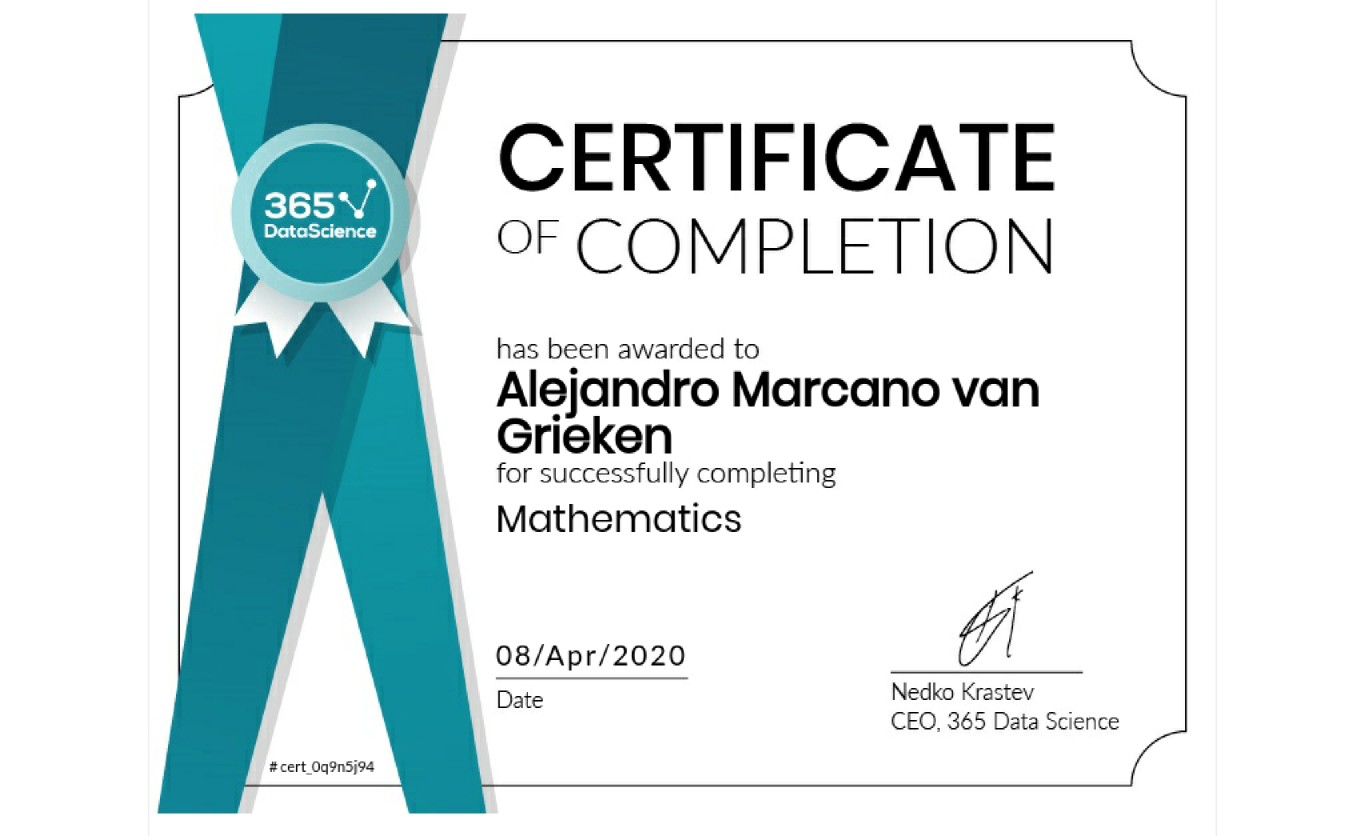 365
DataScience
CERTIFICATE
OF COMPLETION
has been awarded to
Alejandro Marcano van
Grieken
for successfully completing
Mathematics
08/Apr/2020
Date
Nedko Krastev
CEO, 365 Data Science
#cert_0q9n5j94